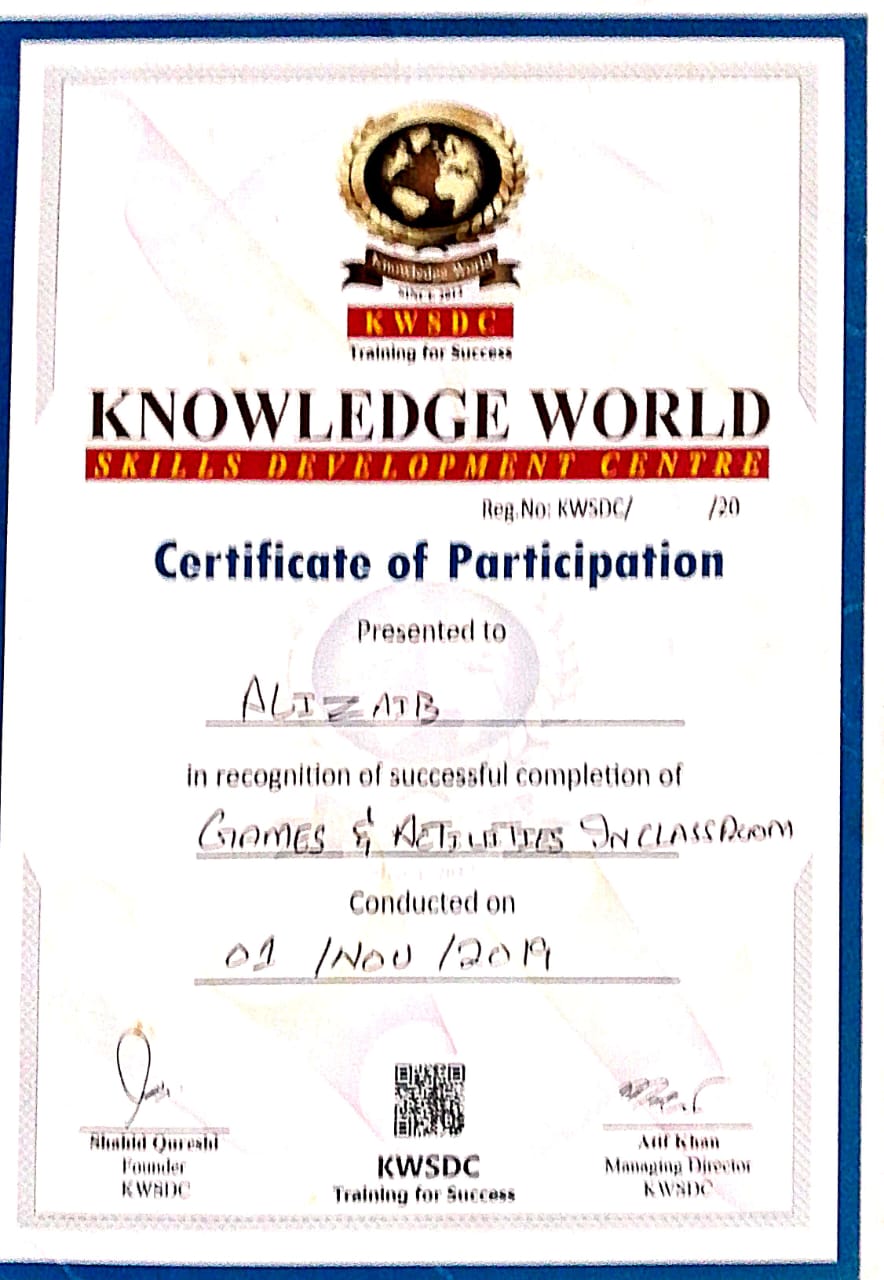 Knowledge World
KWSDC
Training for Success
KNOWLEDGE WORLD
SKILLS DEVELOPMENT CENTRE
Reg.No: KWSDC/ /20
Certificate of Participation
Presented to
ALIZAIB
in recognition of successful completion of
GAMES & ACTIVITIES IN CLASSROOM
Conducted on
01 /NOV /2019
Shahid Qureshi
Founder
KWSDC
KWSDC
Training for Success
Atif Khan
Managing Director
KWSDC